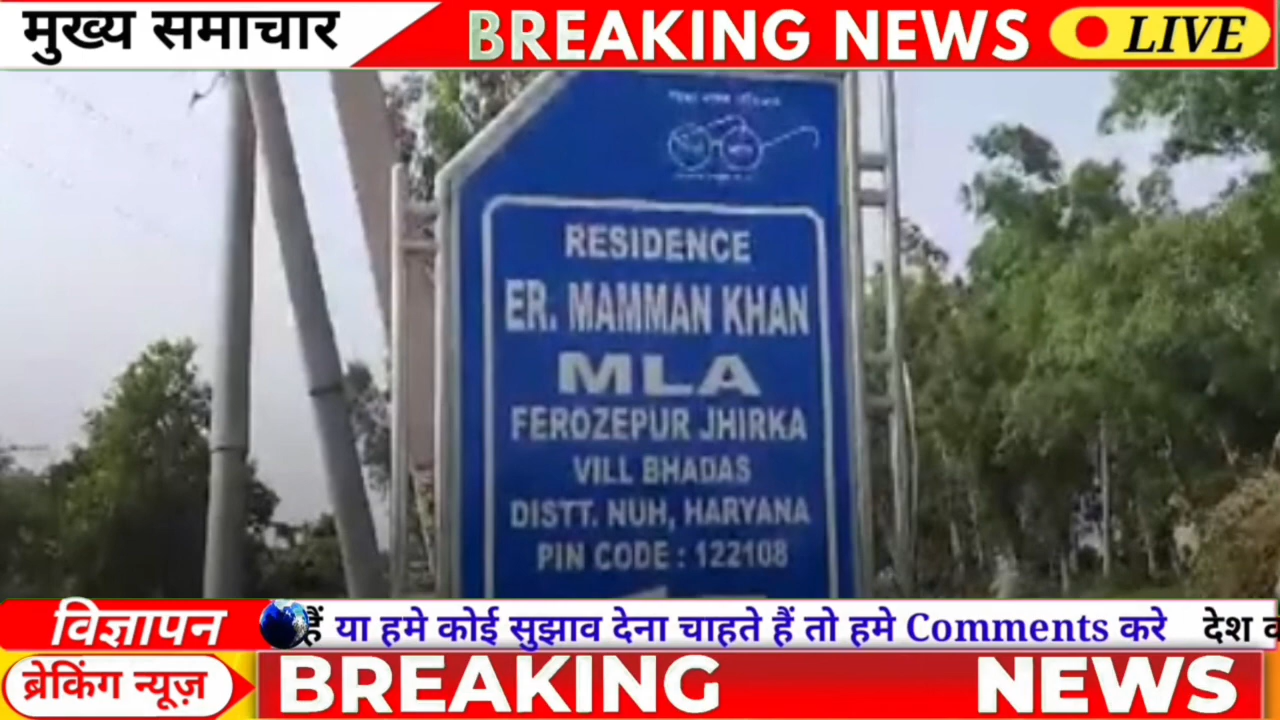 मुख्य समाचार
BREAKING NEWS
LIVE
RESIDENCE
ER. MAMMAN KHAN
MLA
FEROZEPUR JHIRKA
VILL BHADAS
DISTT. NUH, HARYANA
PIN CODE : 122108
विज्ञापन
हैं या हमे कोई सुझाव देना चाहते हैं तो हमे Comments करे देश
ब्रेकिंग न्यूज़
BREAKING NEWS